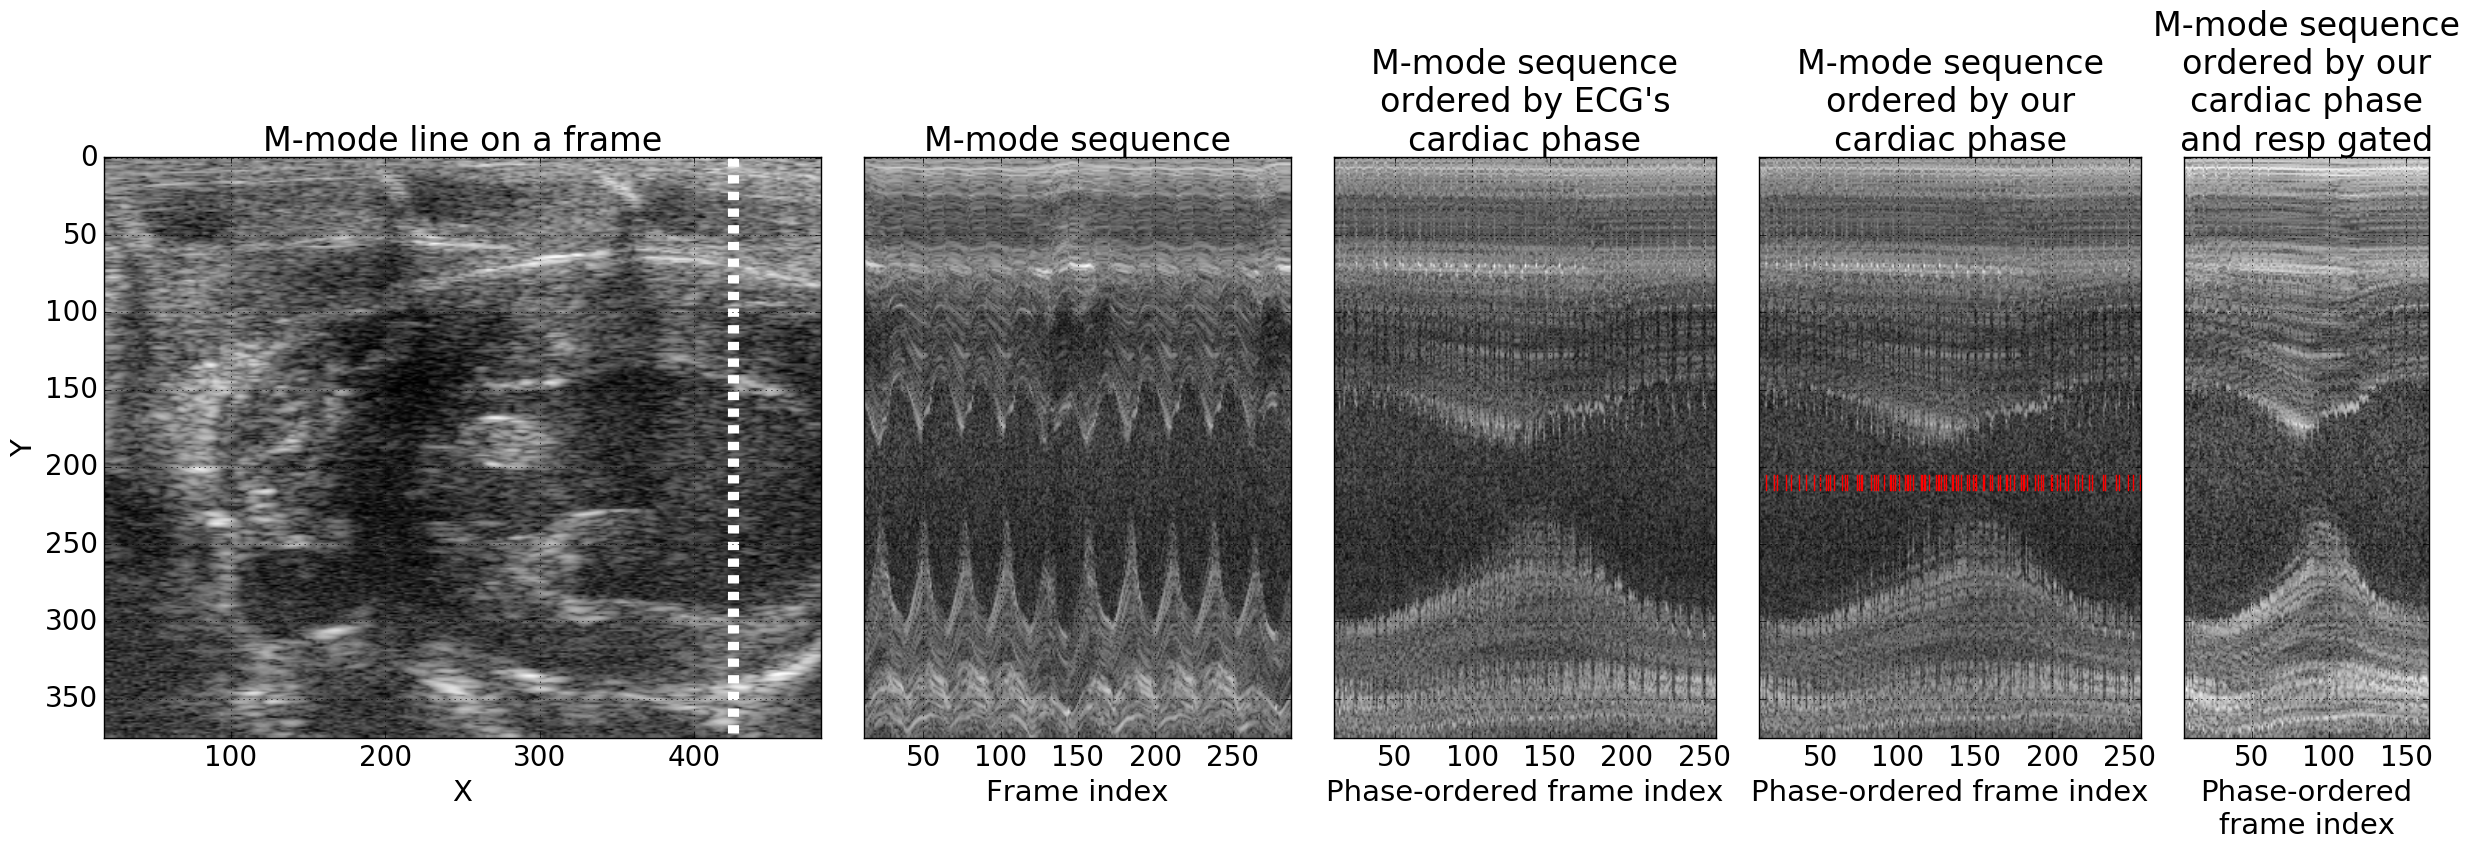 M-mode line on a frame
0
50
100
150
200
250
300
350
Y
100 200 300 400
X
M-mode sequence
50 100 150 200 250
Frame index
M-mode sequence
ordered by ECG's
cardiac phase
50 100 150 200 250
Phase-ordered frame index
M-mode sequence
ordered by our
cardiac phase
50 100 150 200 250
Phase-ordered frame index
M-mode sequence
ordered by our
cardiac phase
and resp gated
50 100 150
Phase-ordered
frame index